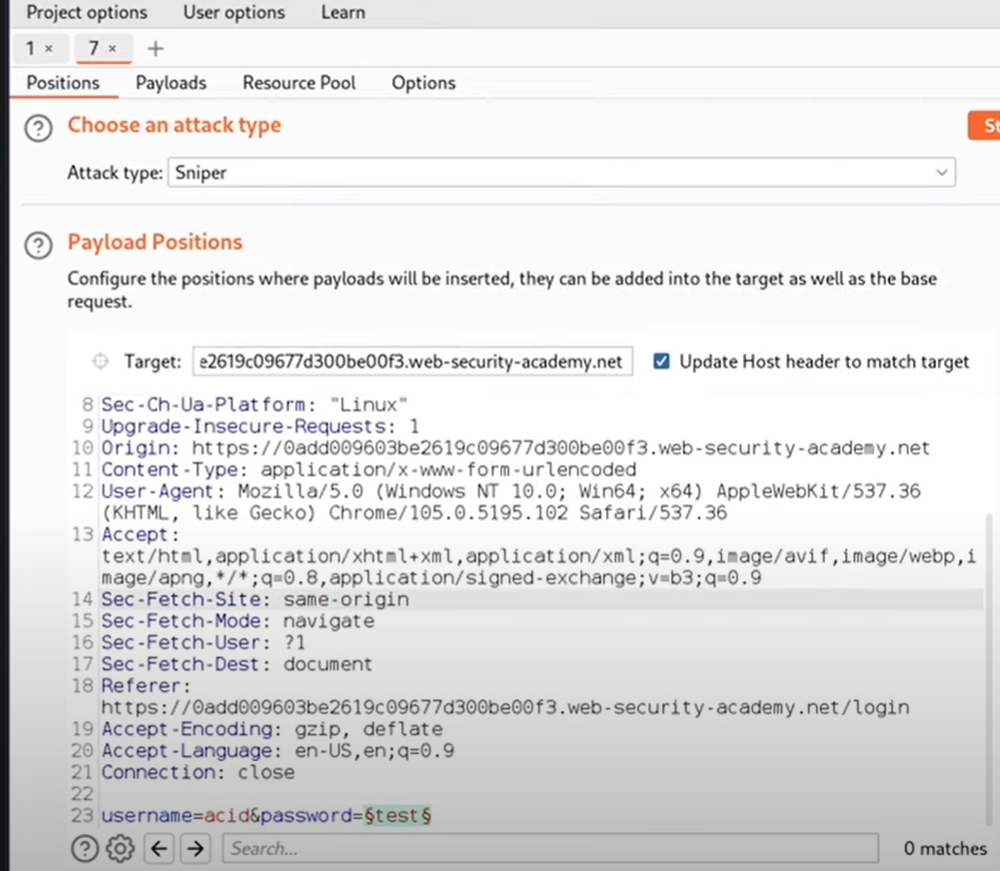 Project options User options Learn
1 × 7 × +
Positions Payloads Resource Pool Options
? Choose an attack type
St
Attack type: Sniper
? Payload Positions
Configure the positions where payloads will be inserted, they can be added into the target as well as the base
request.
Target: e2619c09677d300be00f3.web-security-academy.net Update Host header to match target
8 Sec-Ch-Ua-Platform: "Linux"
9 Upgrade-Insecure-Requests: 1
10 Origin: https://0add009603be2619c09677d300be00f3.web-security-academy.net
11 Content-Type: application/x-www-form-urlencoded
12 User-Agent: Mozilla/5.0 (Windows NT 10.0; Win64; x64) AppleWebKit/537.36
(KHTML, like Gecko) Chrome/105.0.5195.102 Safari/537.36
13 Accept:
text/html,application/xhtml+xml,application/xml;q=0.9,image/avif,image/webp,i
mage/apng,*/*;q=0.8,application/signed-exchange;v=b3;q=0.9
14 Sec-Fetch-Site: same-origin
15 Sec-Fetch-Mode: navigate
16 Sec-Fetch-User: ?1
17 Sec-Fetch-Dest: document
18 Referer:
https://0add009603be2619c09677d300be00f3.web-security-academy.net/login
19 Accept-Encoding: gzip, deflate
20 Accept-Language: en-US,en;q=0.9
21 Connection: close
22
23 username=acid&password=§test§
? Search... 0 matches